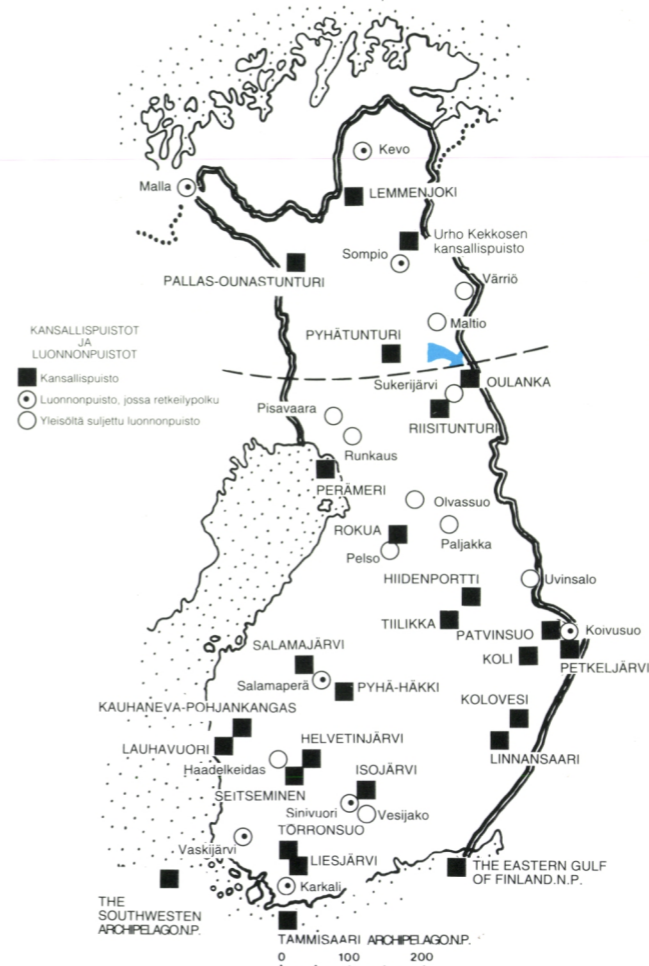 Kevo
Malla
LEMMENJOKI
Urho Kekkosen
kansallispuisto
Sompio
PALLAS-OUNASTUNTURI
Värriö
Maltio
KANSALLISPUISTOT
JA
LUONNONPUISTOT
Kansallispuisto
Luonnonpuisto, jossa retkeilypolku
Yleisöltä suljettu luonnonpuisto
PYHÄTUNTURI
Sukerijärvi
OULANKA
RIISITUNTURI
Pisavaara
Runkaus
PERÄMERI
Olvassuo
ROKUA
Paljakka
Pelso
HIIDENPORTTI
Uvinsalo
TIILIKKA
PATVINSUO
Koivusuo
KOLI
PETKELJÄRVI
SALAMAJÄRVI
Salamaperä
PYHÄ-HÄKKI
KOLOVESI
KAUHANEVA-POHJANKANGAS
LAUHAVUORI
HELVETINJÄRVI
LINNANSAARI
Haadelkeidas
ISOJÄRVI
SEITSEMINEN
Sinivuori
Vesijako
TÖRRONSUO
Vaskijärvi
LIESJÄRVI
THE EASTERN GULF
OF FINLAND.N.P.
Karkali
THE
SOUTHWESTEN
ARCHIPELAGO.N.P.
TAMMISAARI ARCHIPELAGO.N.P.
0 100 200